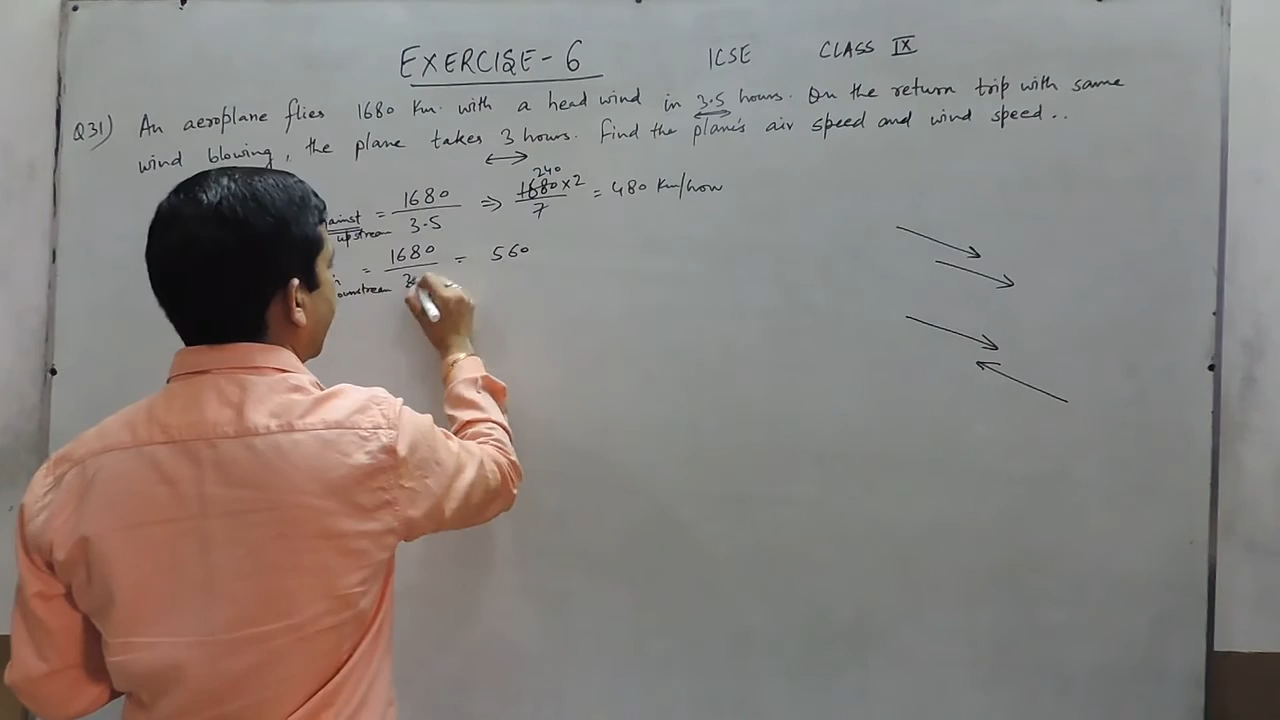 EXERCISE-6 ICSE CLASS IX
Q31) An aeroplane flies 1680 Km. with a head wind in 3.5 hours. On the return trip with same
wind blowing, the plane takes 3 hours. Find the plane's air speed and wind speed..
upstream = 1680/3.5 ⇒ 240 1680×2/7 = 480 Km/hour
= 1680/3 = 560